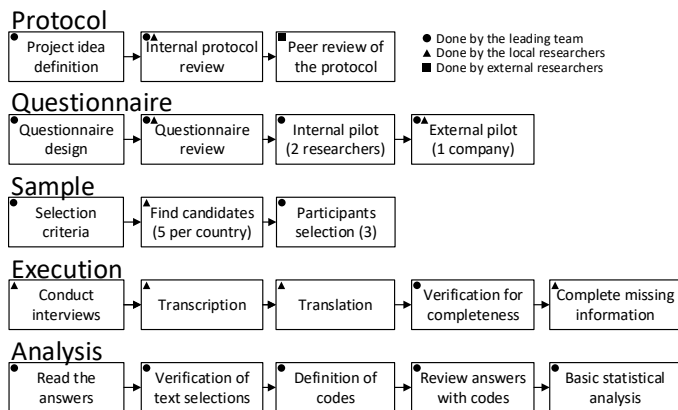 Protocol
Project idea
definition
Internal protocol
review
Peer review of
the protocol
Done by the leading team
Done by the local researchers
Done by external researchers
Questionnaire
Questionnaire
design
Questionnaire
review
Internal pilot
(2 researchers)
External pilot
(1 company)
Sample
Selection
criteria
Find candidates
(5 per country)
Participants
selection (3)
Execution
Conduct
interviews
Transcription
Translation
Verification for
completeness
Complete missing
information
Analysis
Read the
answers
Verification of
text selections
Definition of
codes
Review answers
with codes
Basic statistical
analysis